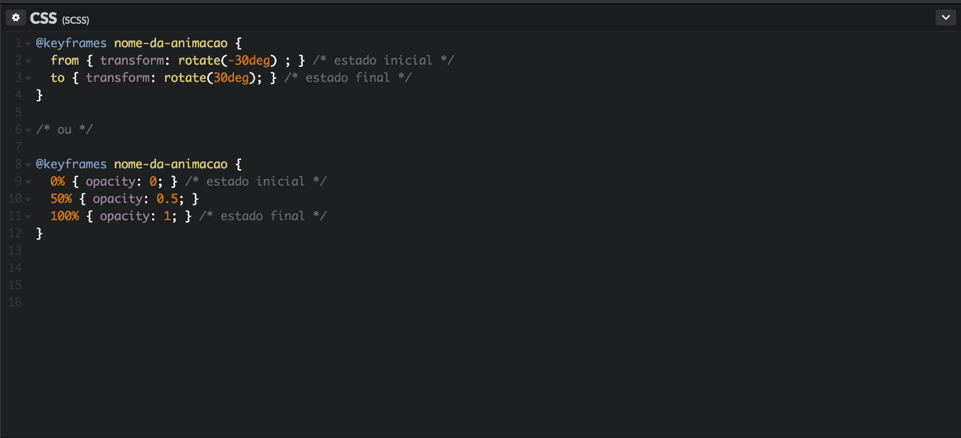 CSS (SCSS)
1 @keyframes nome-da-animacao {
2 from { transform: rotate(-30deg) ; } /* estado inicial */
3 to { transform: rotate(30deg); } /* estado final */
4 }
5
6 /* ou */
7
8 @keyframes nome-da-animacao {
9 0% { opacity: 0; } /* estado inicial */
10 50% { opacity: 0.5; }
11 100% { opacity: 1; } /* estado final */
12 }
13
14
15
16